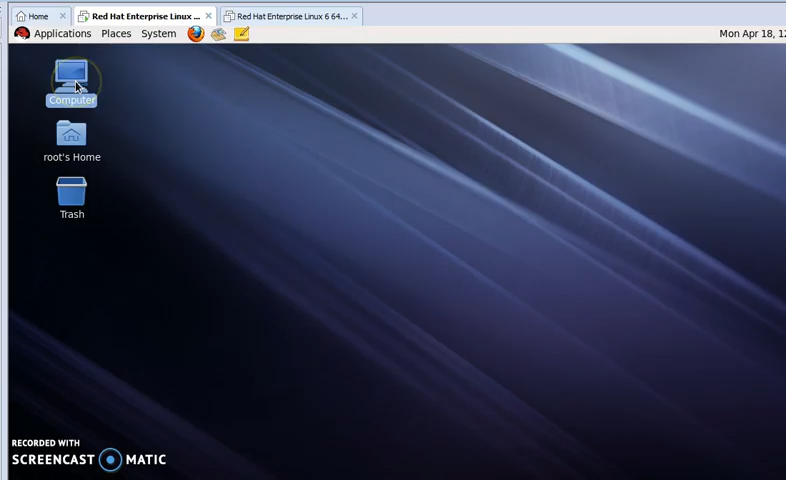 Home
Red Hat Enterprise Linux ...
Red Hat Enterprise Linux 6 64...
Applications Places System
Mon Apr 18, 12
Computer
root's Home
Trash
RECORDED WITH
SCREENCAST MATIC